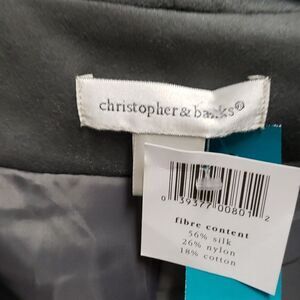 christopher & banks®
0 39377 00801 2
fibre content
56% silk
26% nylon
18% cotton